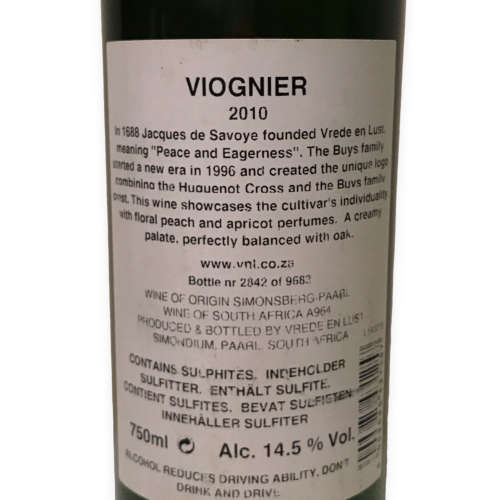 VIOGNIER
2010
In 1688 Jacques de Savoye founded Vrede en Lust,
meaning "Peace and Eagerness". The Buys family
started a new era in 1996 and created the unique logo
combining the Huguenot Cross and the Buys family
crest. This wine showcases the cultivar's individuality
with floral peach and apricot perfumes. A creamy
palate, perfectly balanced with oak.
www.vnl.co.za
Bottle nr 2842 of 9683
WINE OF ORIGIN SIMONSBERG-PAARL
WINE OF SOUTH AFRICA A964
PRODUCED & BOTTLED BY VREDE EN LUST
SIMONDIUM, PAARL, SOUTH AFRICA
CONTAINS SULPHITES. INDEHOLDER
SULFITTER. ENTHÄLT SULFITE.
CONTIENT SULFITES. BEVAT SULFIETEN.
INNEHÅLLER SULFITER
750ml e Alc. 14.5 % Vol.
ALCOHOL REDUCES DRIVING ABILITY, DON'T
DRINK AND DRIVE